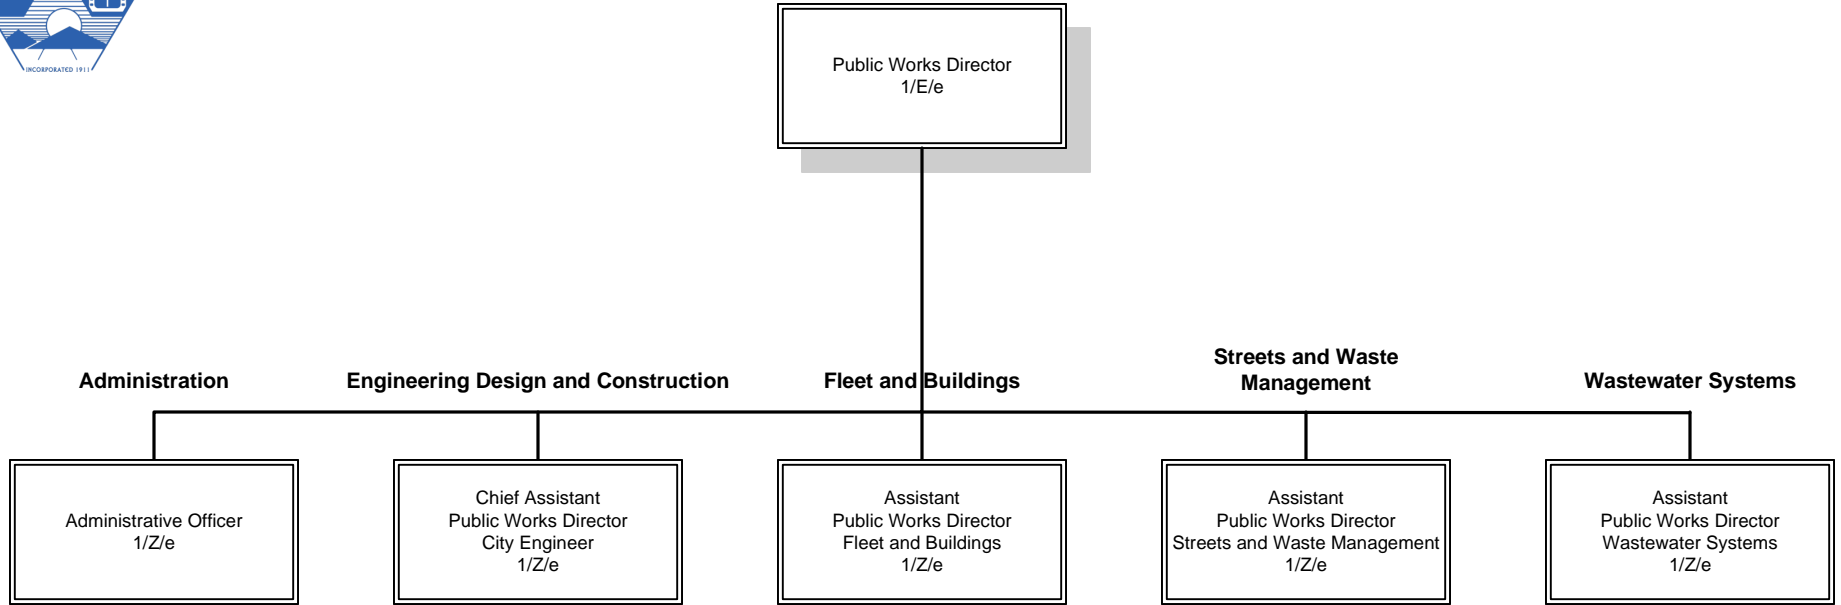 INCORPORATED 1911
Public Works Director
1/E/e
Administration
Engineering Design and Construction
Fleet and Buildings
Streets and Waste
Management
Wastewater Systems
Administrative Officer
1/Z/e
Chief Assistant
Public Works Director
City Engineer
1/Z/e
Assistant
Public Works Director
Fleet and Buildings
1/Z/e
Assistant
Public Works Director
Streets and Waste Management
1/Z/e
Assistant
Public Works Director
Wastewater Systems
1/Z/e